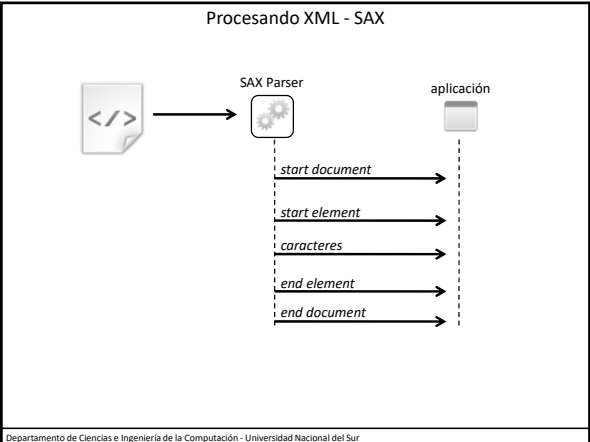 Procesando XML - SAX
SAX Parser
aplicación
</>
start document
start element
caracteres
end element
end document
Departamento de Ciencias e Ingeniería de la Computación - Universidad Nacional del Sur